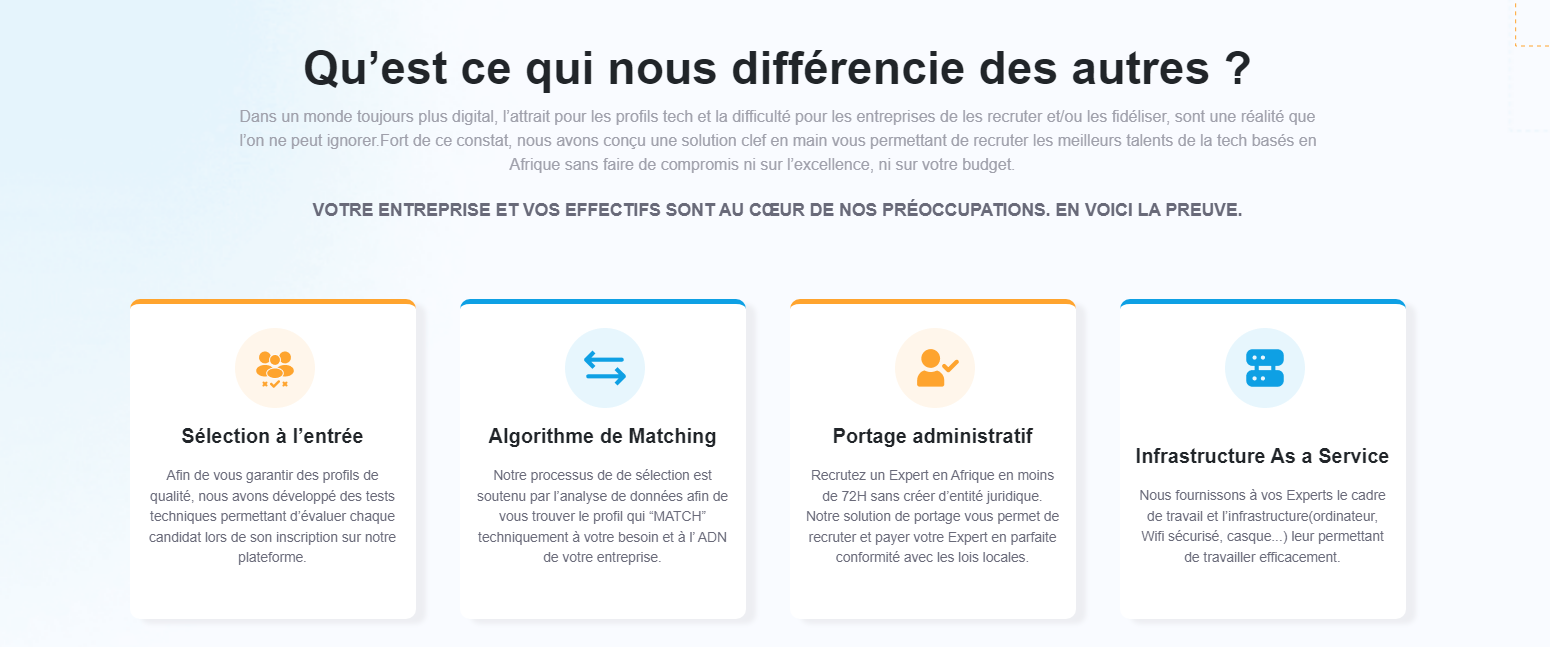 Qu’est ce qui nous différencie des autres ?
Dans un monde toujours plus digital, l’attrait pour les profils tech et la difficulté pour les entreprises de les recruter et/ou les fidéliser, sont une réalité que
l’on ne peut ignorer.Fort de ce constat, nous avons conçu une solution clef en main vous permettant de recruter les meilleurs talents de la tech basés en
Afrique sans faire de compromis ni sur l’excellence, ni sur votre budget.
VOTRE ENTREPRISE ET VOS EFFECTIFS SONT AU CŒUR DE NOS PRÉOCCUPATIONS. EN VOICI LA PREUVE.
Sélection à l’entrée
Afin de vous garantir des profils de
qualité, nous avons développé des tests
techniques permettant d’évaluer chaque
candidat lors de son inscription sur notre
plateforme.
Algorithme de Matching
Notre processus de de sélection est
soutenu par l’analyse de données afin de
vous trouver le profil qui “MATCH”
techniquement à votre besoin et à l’ ADN
de votre entreprise.
Portage administratif
Recrutez un Expert en Afrique en moins
de 72H sans créer d’entité juridique.
Notre solution de portage vous permet de
recruter et payer votre Expert en parfaite
conformité avec les lois locales.
Infrastructure As a Service
Nous fournissons à vos Experts le cadre
de travail et l’infrastructure(ordinateur,
Wifi sécurisé, casque...) leur permettant
de travailler efficacement.